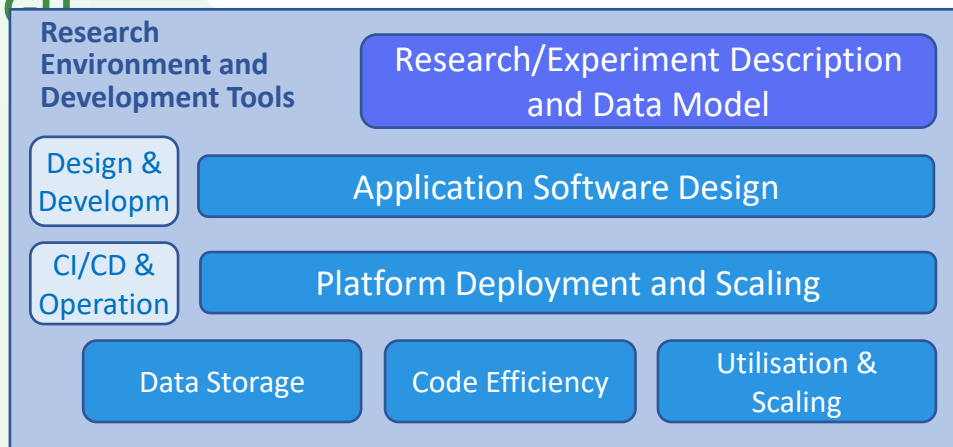 Research
Environment and
Development Tools
Research/Experiment Description
and Data Model
Design &
Developm
Application Software Design
CI/CD &
Operation
Platform Deployment and Scaling
Data Storage
Code Efficiency
Utilisation &
Scaling